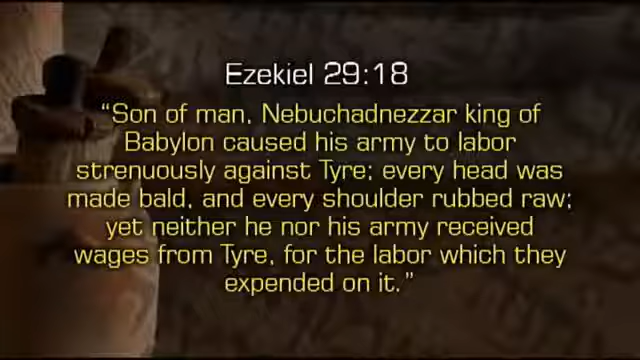 Ezekiel 29:18
“Son of man, Nebuchadnezzar king of
Babylon caused his army to labor
strenuously against Tyre; every head was
made bald, and every shoulder rubbed raw;
yet neither he nor his army received
wages from Tyre, for the labor which they
expended on it.”